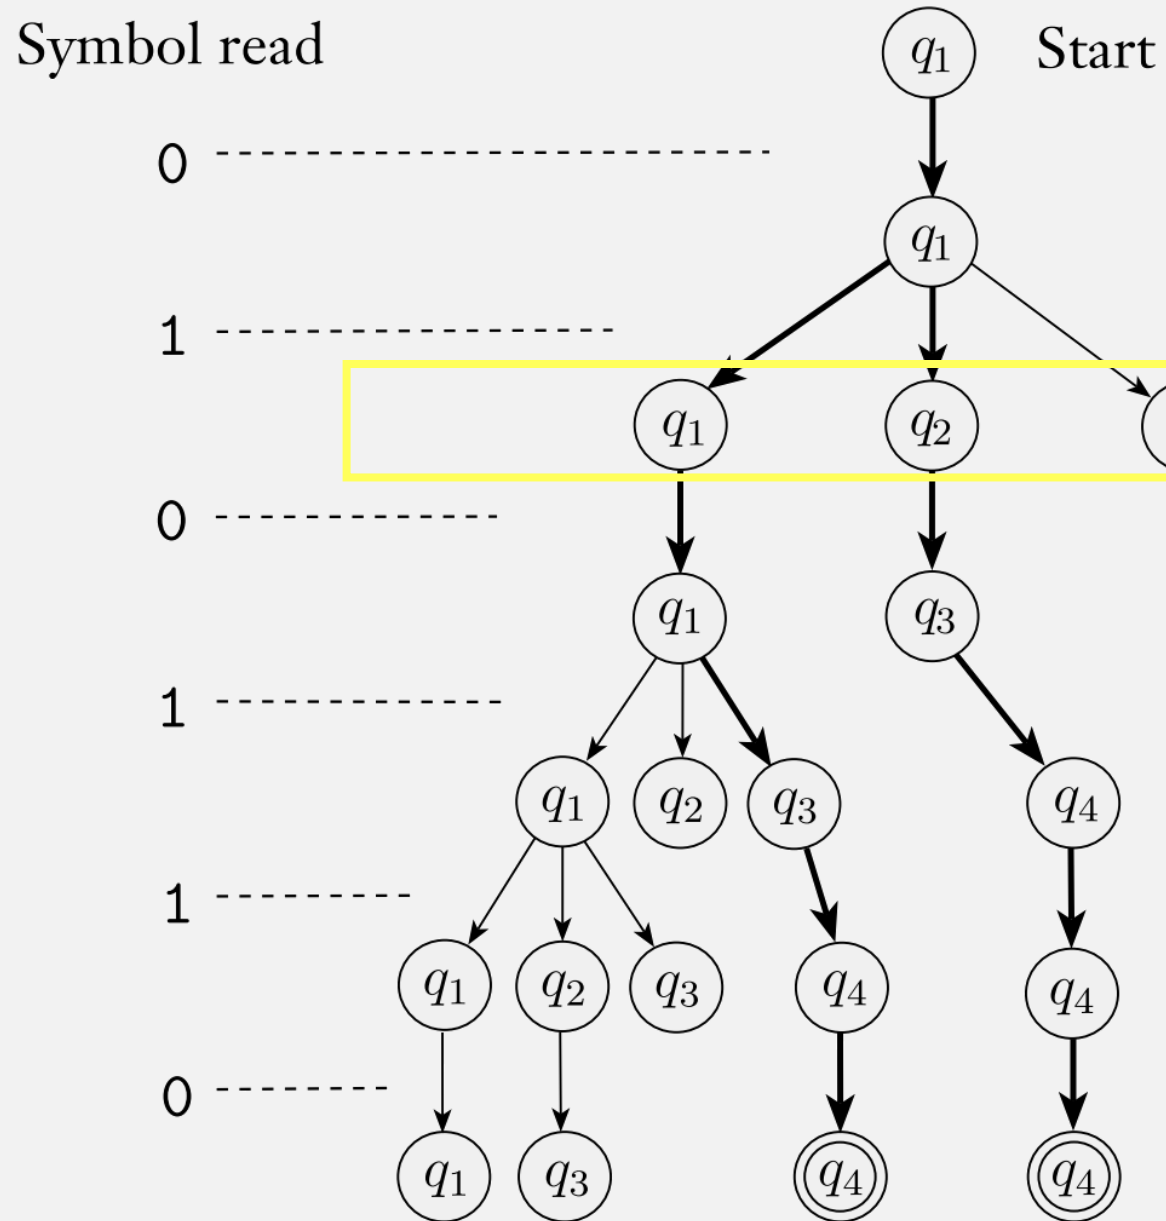 Symbol read q₁ Start
0
q₁
1
q₁ q₂
0
q₁ q₃
1
q₁ q₂ q₃ q₄
1
q₁ q₂ q₃ q₄ q₄
0
q₁ q₃ q₄ q₄